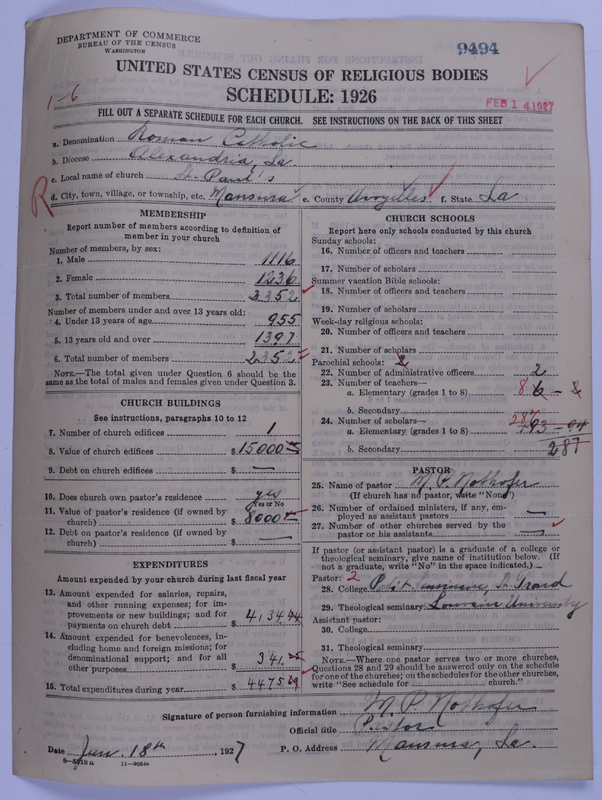 DEPARTMENT OF COMMERCE
BUREAU OF THE CENSUS
WASHINGTON
9494
UNITED STATES CENSUS OF RELIGIOUS BODIES
SCHEDULE: 1926
1-6
FEB 14 1927
FILL OUT A SEPARATE SCHEDULE FOR EACH CHURCH. SEE INSTRUCTIONS ON THE BACK OF THIS SHEET
a. Denomination Roman Catholic
b. Diocese Alexandria, La
c. Local name of church St. Paul's
R
d. City, town, village, or township, etc. Mansura e. County Avoyelles f. State La
MEMBERSHIP
Report number of members according to definition of
member in your church
Number of members, by sex:
1. Male 1116
2. Female 1236
3. Total number of members 2352
Number of members under and over 13 years old:
4. Under 13 years of age 955
5. 13 years old and over 1397
6. Total number of members 2352
NOTE.—The total given under Question 6 should be the
same as the total of males and females given under Question 3.
CHURCH BUILDINGS
See instructions, paragraphs 10 to 12
7. Number of church edifices 1
8. Value of church edifices $15000
9. Debt on church edifices $ —
10. Does church own pastor's residence yes
Yes or No
11. Value of pastor's residence (if owned by
church) $ 8000
12. Debt on pastor's residence (if owned by
church) $ —
EXPENDITURES
Amount expended by your church during last fiscal year
13. Amount expended for salaries, repairs,
and other running expenses; for im-
provements or new buildings; and for
payments on church debt $ 4,134.44
14. Amount expended for benevolences, in-
cluding home and foreign missions; for
denominational support; and for all
other purposes $ 341.25
15. Total expenditures during year $ 4475.69
CHURCH SCHOOLS
Report here only schools conducted by this church
Sunday schools:
16. Number of officers and teachers
17. Number of scholars
Summer vacation Bible schools:
18. Number of officers and teachers
19. Number of scholars
Week-day religious schools:
20. Number of officers and teachers
21. Number of scholars
Parochial schools: 2
22. Number of administrative officers 2
23. Number of teachers—
a. Elementary (grades 1 to 8) 8 6 - 2
b. Secondary
24. Number of scholars—
a. Elementary (grades 1 to 8) 287 193 - 94
b. Secondary 287
PASTOR
25. Name of pastor M. P. Nothofer
(If church has no pastor, write "None")
26. Number of ordained ministers, if any, em-
ployed as assistant pastors —
27. Number of other churches served by the
pastor or his assistants —
If pastor (or assistant pastor) is a graduate of a college or
theological seminary, give name of institution below. (If
not a graduate, write "No" in the space indicated.)
Pastor: 2
28. College
29. Theological seminary Louvain University
Assistant pastor:
30. College
31. Theological seminary
NOTE.—Where one pastor serves two or more churches,
Questions 28 and 29 should be answered only on the schedule
for one of the churches; on the schedules for the other churches,
write "See schedule for church."
Signature of person furnishing information M. P. Nothofer
Official title Pastor
Date Jan. 18th, 1927 P. O. Address Mansura, La.
8-5918a 11-9034